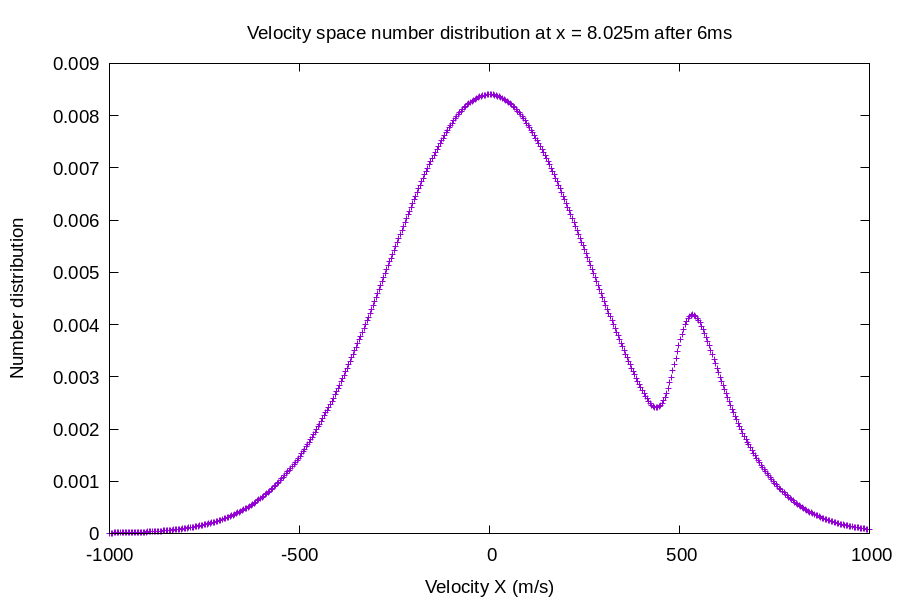 Velocity space number distribution at x = 8.025m after 6ms
0.009
0.008
0.007
0.006
0.005
0.004
0.003
0.002
0.001
0
Number distribution
-1000 -500 0 500 1000
Velocity X (m/s)